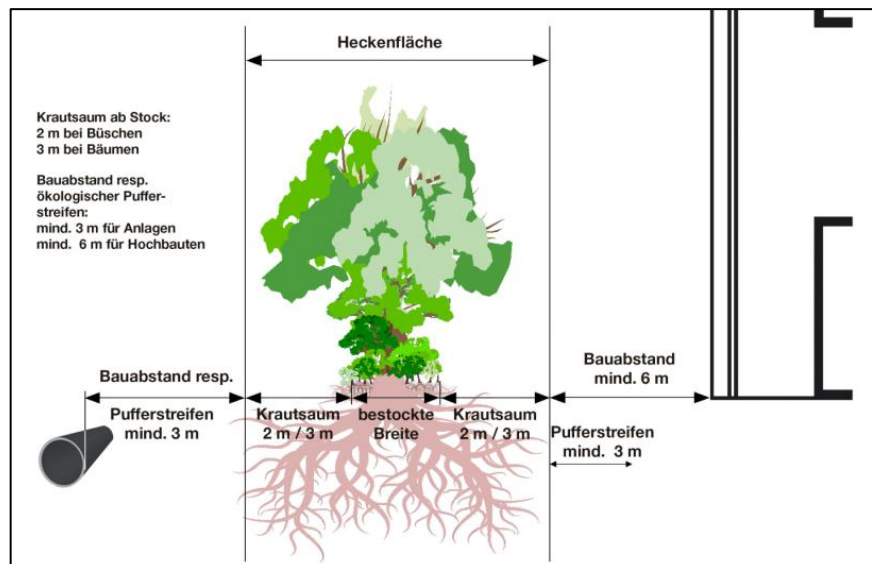 Heckenfläche
Krautsaum ab Stock:
2 m bei Büschen
3 m bei Bäumen
Bauabstand resp.
ökologischer Puffer-
streifen:
mind. 3 m für Anlagen
mind. 6 m für Hochbauten
Bauabstand resp.
Pufferstreifen
mind. 3 m
Krautsaum
2 m / 3 m
bestockte
Breite
Krautsaum
2 m / 3 m
Bauabstand
mind. 6 m
Pufferstreifen
mind. 3 m